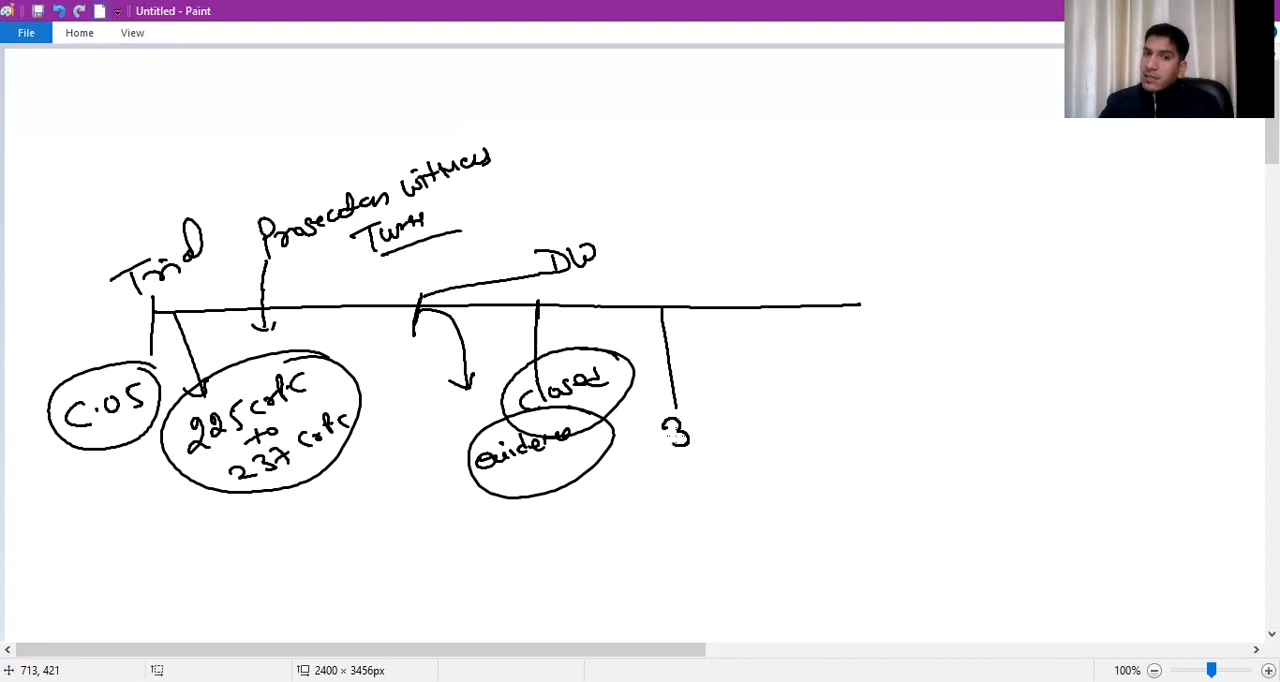 Untitled - Paint
File Home View
Prosecution witness
Turn
Trial
DW
C.OS
225 CrPC
to
237 CrPC
Closed
evidence
3
713, 421
2400 × 3456px
100%